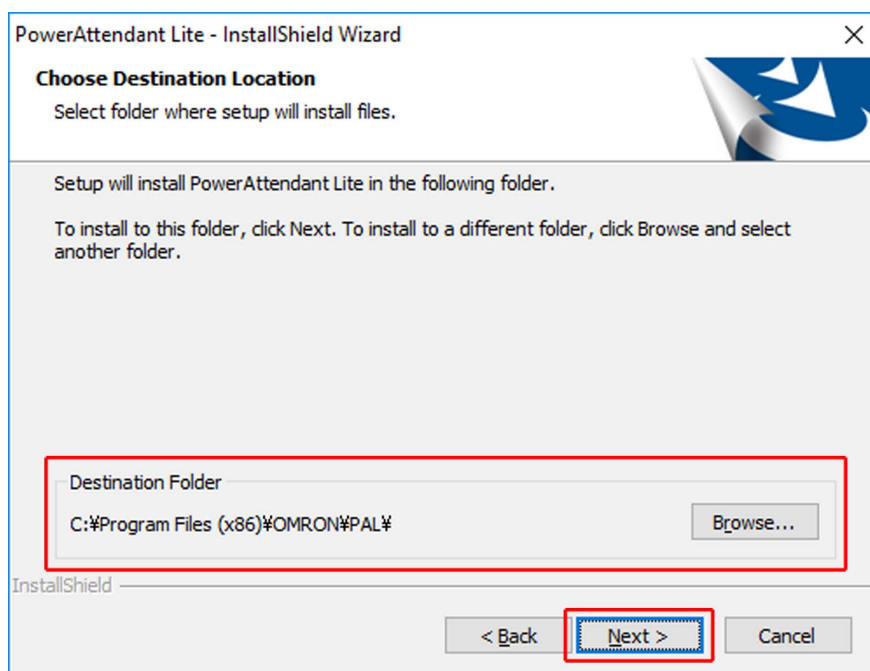 PowerAttendant Lite - InstallShield Wizard
Choose Destination Location
Select folder where setup will install files.
Setup will install PowerAttendant Lite in the following folder.
To install to this folder, click Next. To install to a different folder, click Browse and select
another folder.
Destination Folder
C:¥Program Files (x86)¥OMRON¥PAL¥
Browse...
InstallShield
< Back
Next >
Cancel